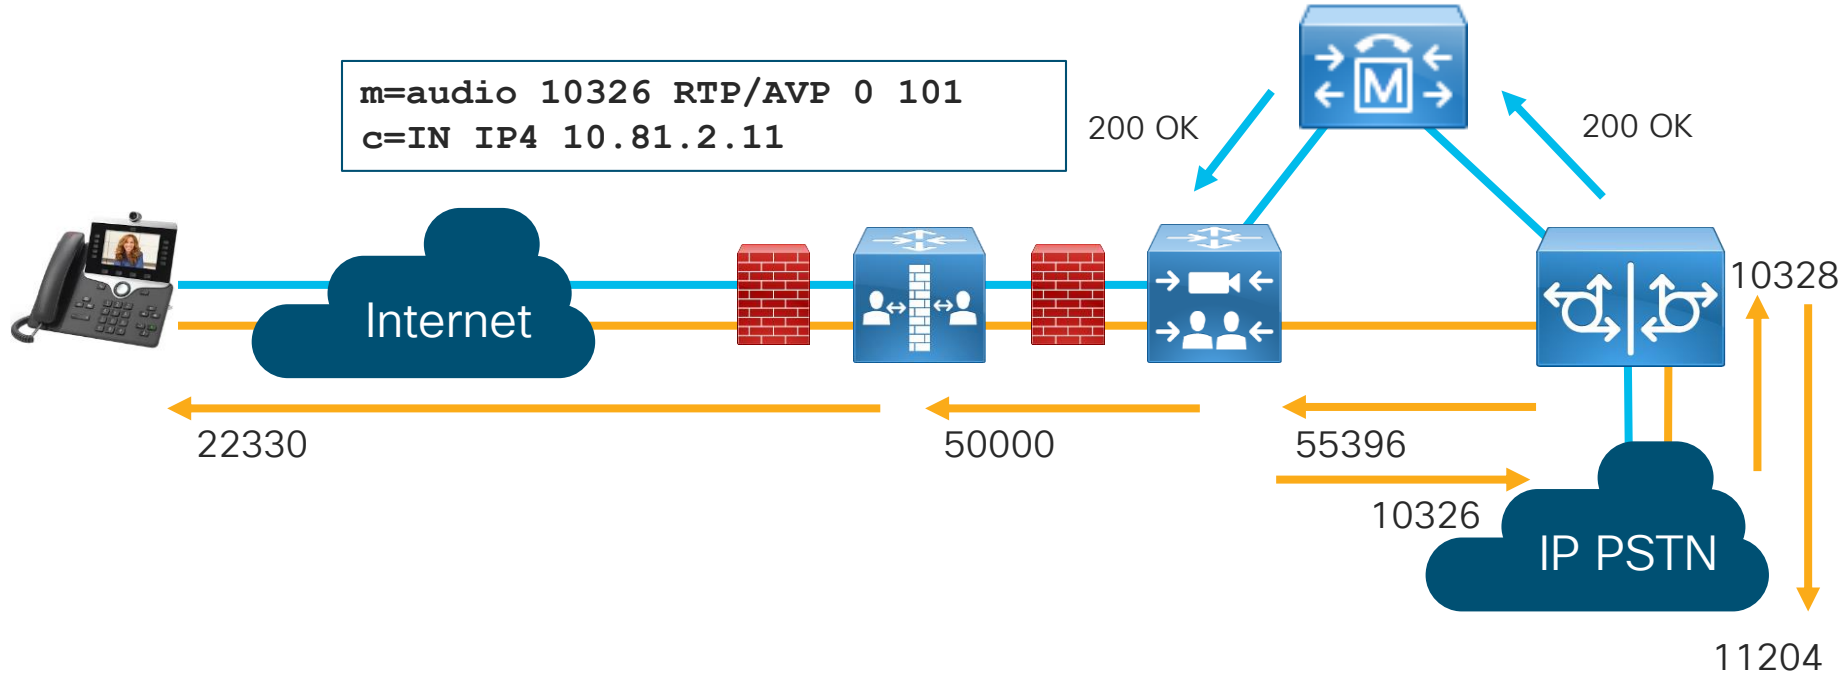 m=audio 10326 RTP/AVP 0 101
c=IN IP4 10.81.2.11
200 OK
200 OK
M
Internet
10328
22330
50000
55396
10326
IP PSTN
11204